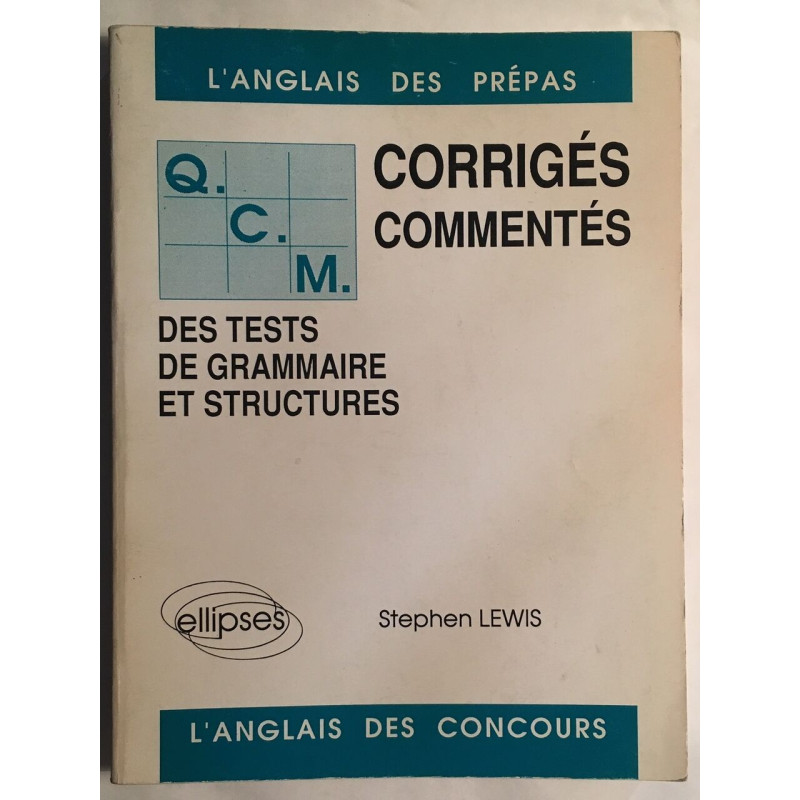 L'ANGLAIS DES PRÉPAS
Q.
C.
M.
CORRIGÉS
COMMENTÉS
DES TESTS
DE GRAMMAIRE
ET STRUCTURES
ellipses
Stephen LEWIS
L'ANGLAIS DES CONCOURS